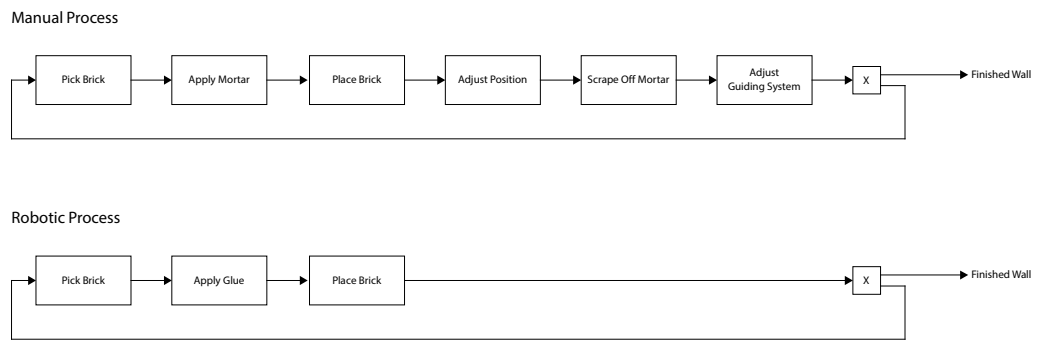 Manual Process
Pick Brick
Apply Mortar
Place Brick
Adjust Position
Scrape Off Mortar
Adjust
Guiding System
X
Finished Wall
Robotic Process
Pick Brick
Apply Glue
Place Brick
X
Finished Wall